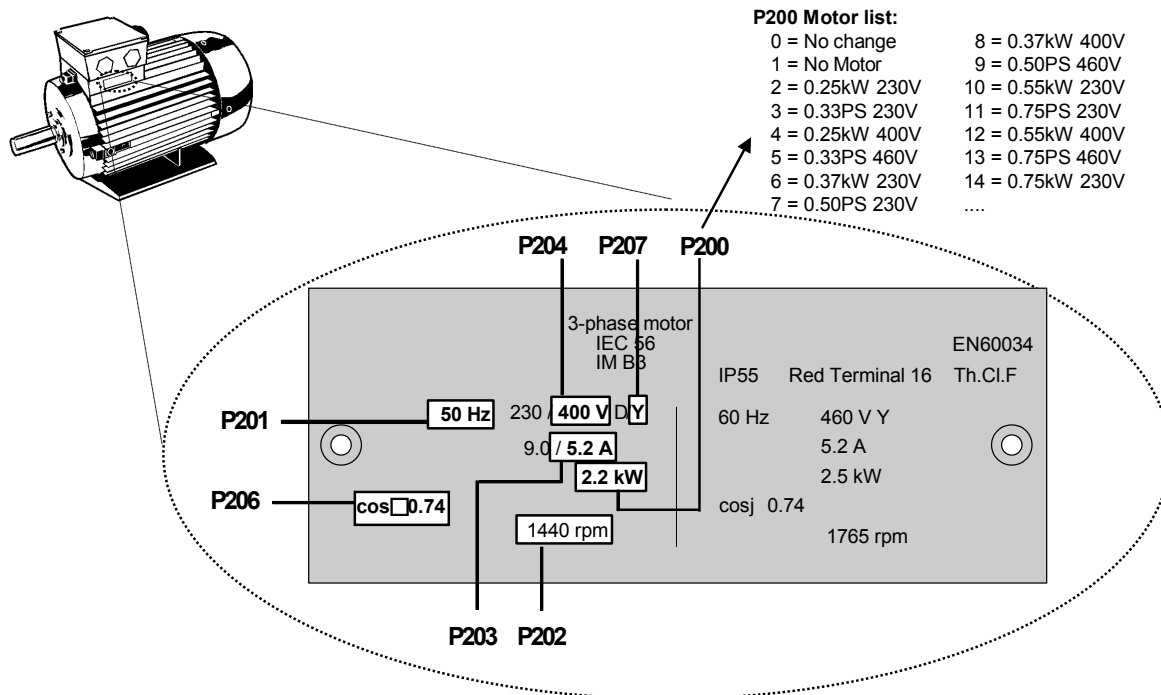 P200 Motor list:
0 = No change
1 = No Motor
2 = 0.25kW 230V
3 = 0.33PS 230V
4 = 0.25kW 400V
5 = 0.33PS 460V
6 = 0.37kW 230V
7 = 0.50PS 230V
8 = 0.37kW 400V
9 = 0.50PS 460V
10 = 0.55kW 230V
11 = 0.75PS 230V
12 = 0.55kW 400V
13 = 0.75PS 460V
14 = 0.75kW 230V
....
P204 P207 P200
3-phase motor
IEC 56
IM B3
EN60034
IP55 Red Terminal 16 Th.Cl.F
P201
50 Hz 230 / 400 V D/Y
60 Hz 460 V Y
9.0 / 5.2 A
5.2 A
2.2 kW
2.5 kW
P206
cos□0.74
cosj 0.74
1440 rpm
1765 rpm
P203 P202